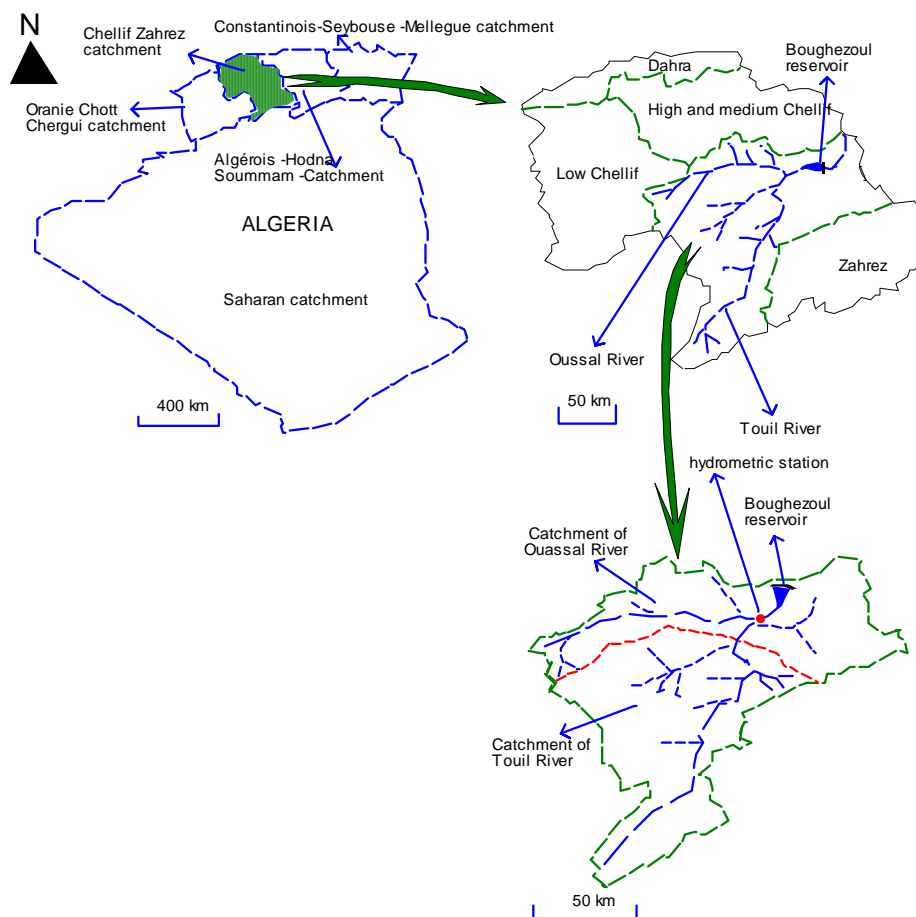 N
Constantinois-Seybouse -Mellegue catchment
Chellif Zahrez
catchment
Oranie Chott
Chergui catchment
Algérois -Hodna
Soummam -Catchment
ALGERIA
Saharan catchment
400 km
Boughezoul
reservoir
Dahra
High and medium Chellif
Low Chellif
Zahrez
Oussal River
50 km
Touil River
hydrometric station
Boughezoul
reservoir
Catchment of
Ouassal River
Catchment of
Touil River
50 km